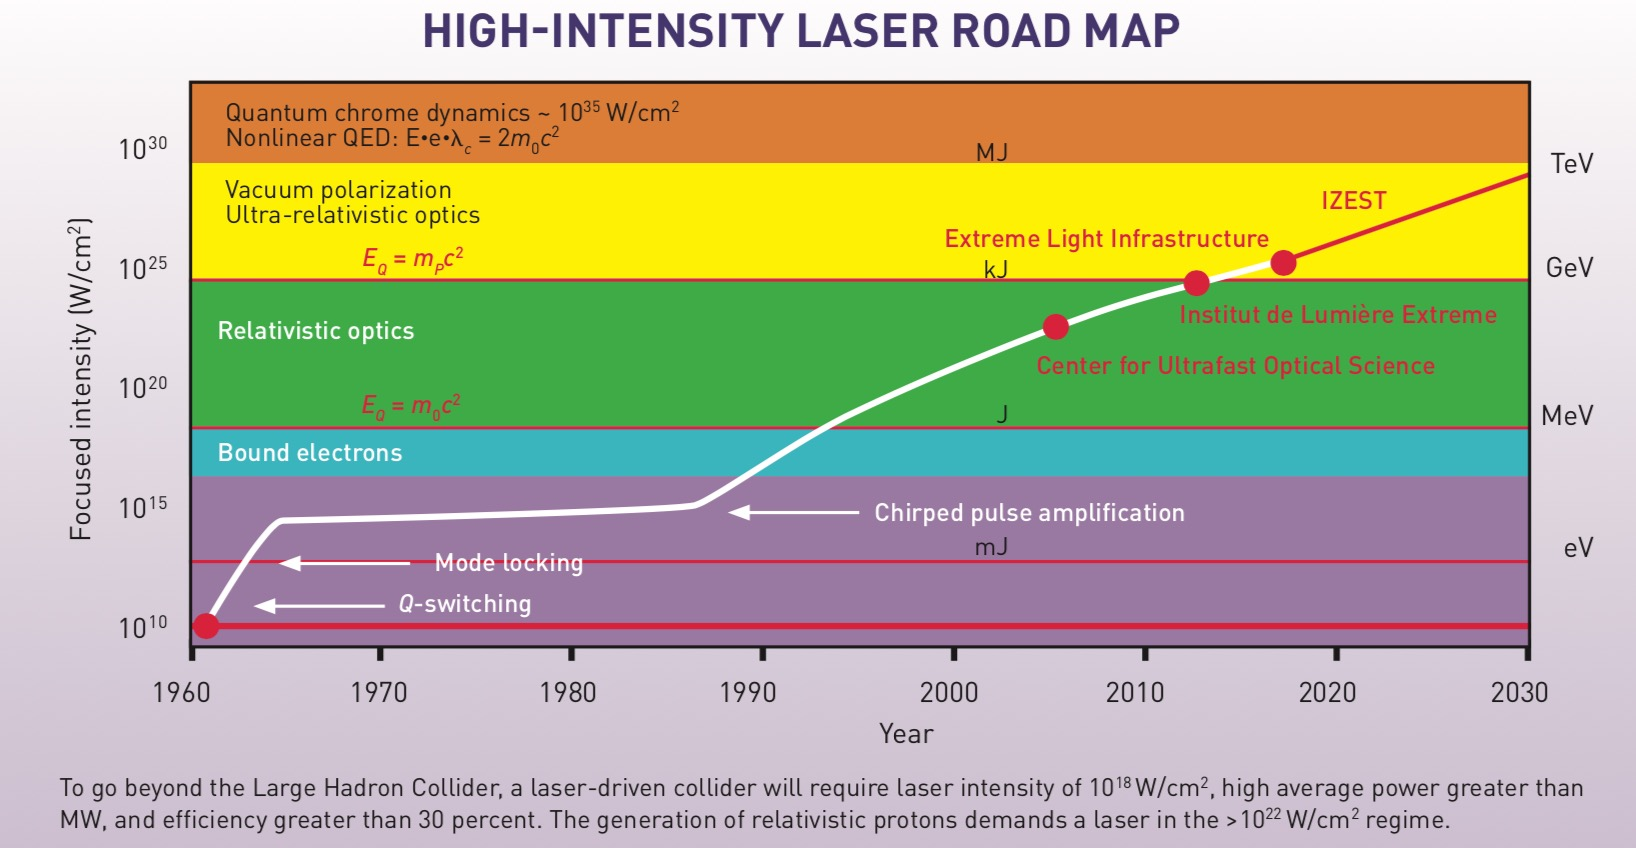 HIGH-INTENSITY LASER ROAD MAP
Quantum chrome dynamics ~ 10³⁵ W/cm²
Nonlinear QED: E•e•λ꜀ = 2m₀c²
MJ
10³⁰
TeV
Vacuum polarization
Ultra-relativistic optics
IZEST
Extreme Light Infrastructure
E_Q = m_Pc²
kJ
10²⁵
GeV
Institut de Lumière Extreme
Relativistic optics
Center for Ultrafast Optical Science
10²⁰
E_Q = m₀c²
J
MeV
Bound electrons
10¹⁵
Chirped pulse amplification
mJ
eV
Mode locking
Q-switching
10¹⁰
Focused intensity (W/cm²)
1960 1970 1980 1990 2000 2010 2020 2030
Year
To go beyond the Large Hadron Collider, a laser-driven collider will require laser intensity of 10¹⁸ W/cm², high average power greater than
MW, and efficiency greater than 30 percent. The generation of relativistic protons demands a laser in the >10²² W/cm² regime.